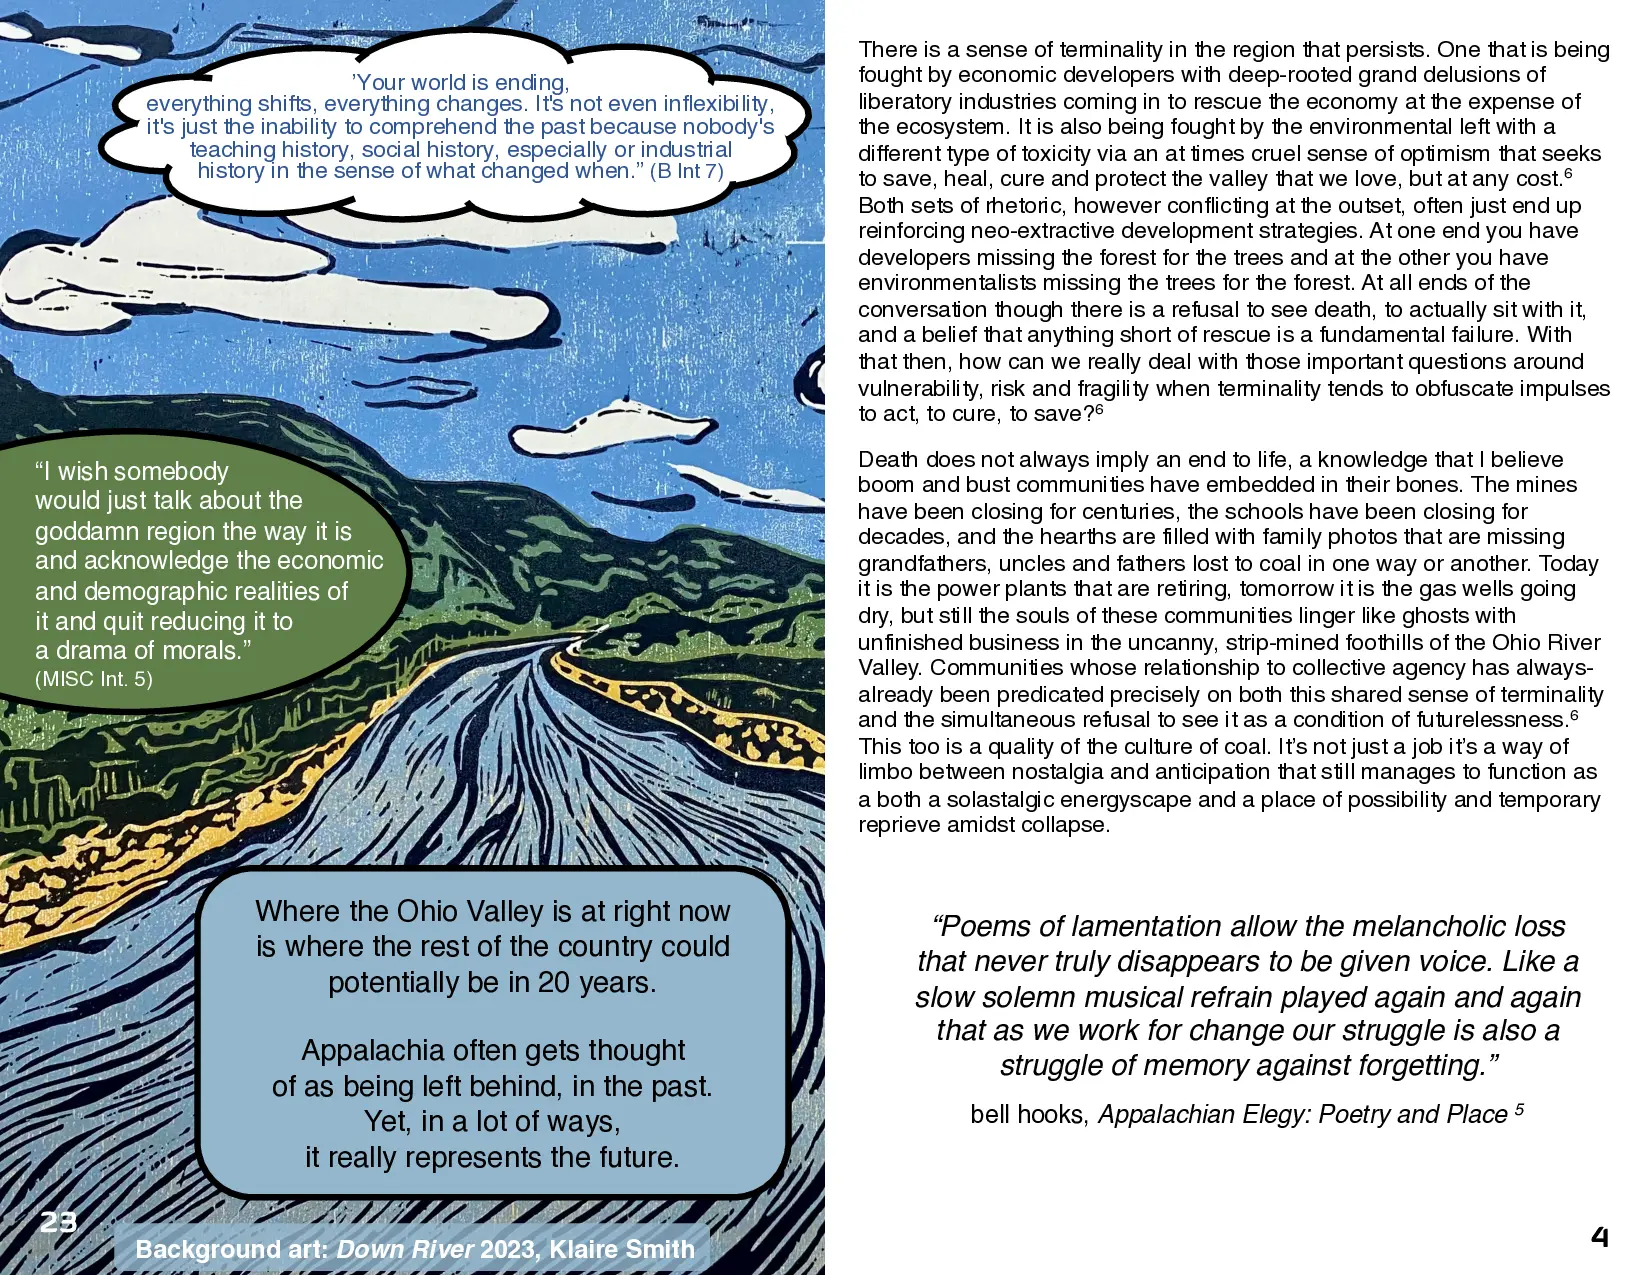 ’Your world is ending,
everything shifts, everything changes. It's not even inflexibility,
it's just the inability to comprehend the past because nobody's
teaching history, social history, especially or industrial
history in the sense of what changed when.” (B Int 7)
“I wish somebody
would just talk about the
goddamn region the way it is
and acknowledge the economic
and demographic realities of
it and quit reducing it to
a drama of morals.”
(MISC Int. 5)
Where the Ohio Valley is at right now
is where the rest of the country could
potentially be in 20 years.
Appalachia often gets thought
of as being left behind, in the past.
Yet, in a lot of ways,
it really represents the future.
23
Background art: Down River 2023, Klaire Smith
There is a sense of terminality in the region that persists. One that is being
fought by economic developers with deep-rooted grand delusions of
liberatory industries coming in to rescue the economy at the expense of
the ecosystem. It is also being fought by the environmental left with a
different type of toxicity via an at times cruel sense of optimism that seeks
to save, heal, cure and protect the valley that we love, but at any cost.⁶
Both sets of rhetoric, however conflicting at the outset, often just end up
reinforcing neo-extractive development strategies. At one end you have
developers missing the forest for the trees and at the other you have
environmentalists missing the trees for the forest. At all ends of the
conversation though there is a refusal to see death, to actually sit with it,
and a belief that anything short of rescue is a fundamental failure. With
that then, how can we really deal with those important questions around
vulnerability, risk and fragility when terminality tends to obfuscate impulses
to act, to cure, to save?⁶
Death does not always imply an end to life, a knowledge that I believe
boom and bust communities have embedded in their bones. The mines
have been closing for centuries, the schools have been closing for
decades, and the hearths are filled with family photos that are missing
grandfathers, uncles and fathers lost to coal in one way or another. Today
it is the power plants that are retiring, tomorrow it is the gas wells going
dry, but still the souls of these communities linger like ghosts with
unfinished business in the uncanny, strip-mined foothills of the Ohio River
Valley. Communities whose relationship to collective agency has always-
already been predicated precisely on both this shared sense of terminality
and the simultaneous refusal to see it as a condition of futurelessness.⁶
This too is a quality of the culture of coal. It’s not just a job it’s a way of
limbo between nostalgia and anticipation that still manages to function as
a both a solastalgic energyscape and a place of possibility and temporary
reprieve amidst collapse.
“Poems of lamentation allow the melancholic loss
that never truly disappears to be given voice. Like a
slow solemn musical refrain played again and again
that as we work for change our struggle is also a
struggle of memory against forgetting.”
bell hooks, Appalachian Elegy: Poetry and Place ⁵
4